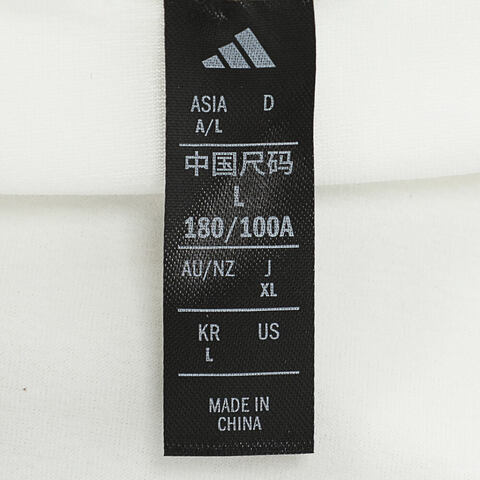 ASIA D
A/L
中国尺码
L
180/100A
AU/NZ J
XL
KR US
L
MADE IN
CHINA